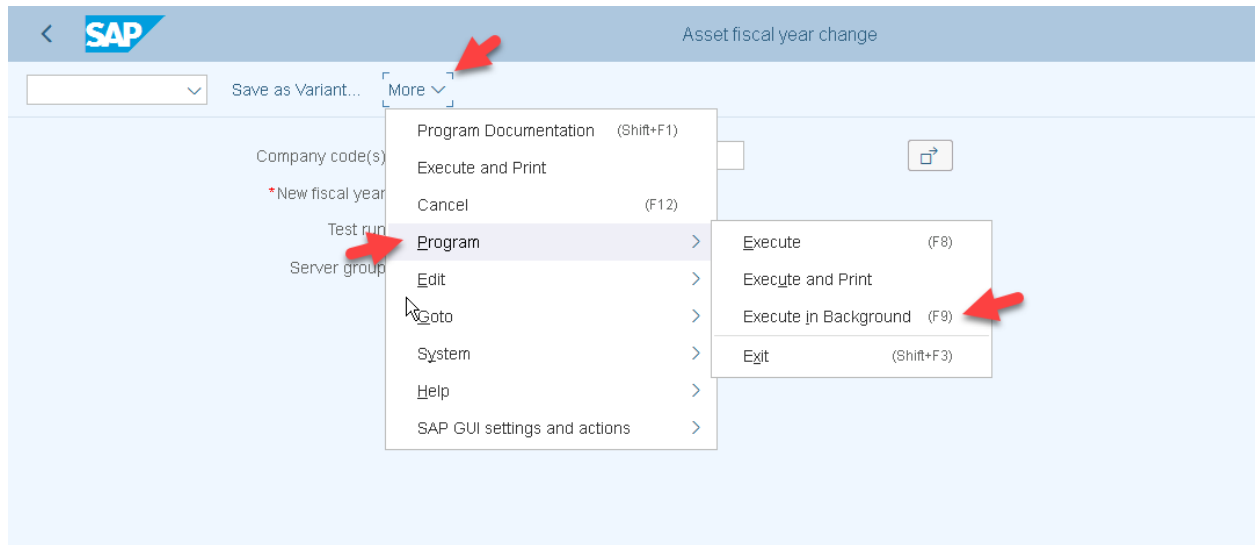 SAP Asset fiscal year change
Save as Variant... More
Program Documentation (Shift+F1)
Company code(s)
Execute and Print
*New fiscal year
Cancel (F12)
Test run
Program
Execute (F8)
Server group
Edit
Execute and Print
Goto
Execute in Background (F9)
System
Exit (Shift+F3)
Help
SAP GUI settings and actions